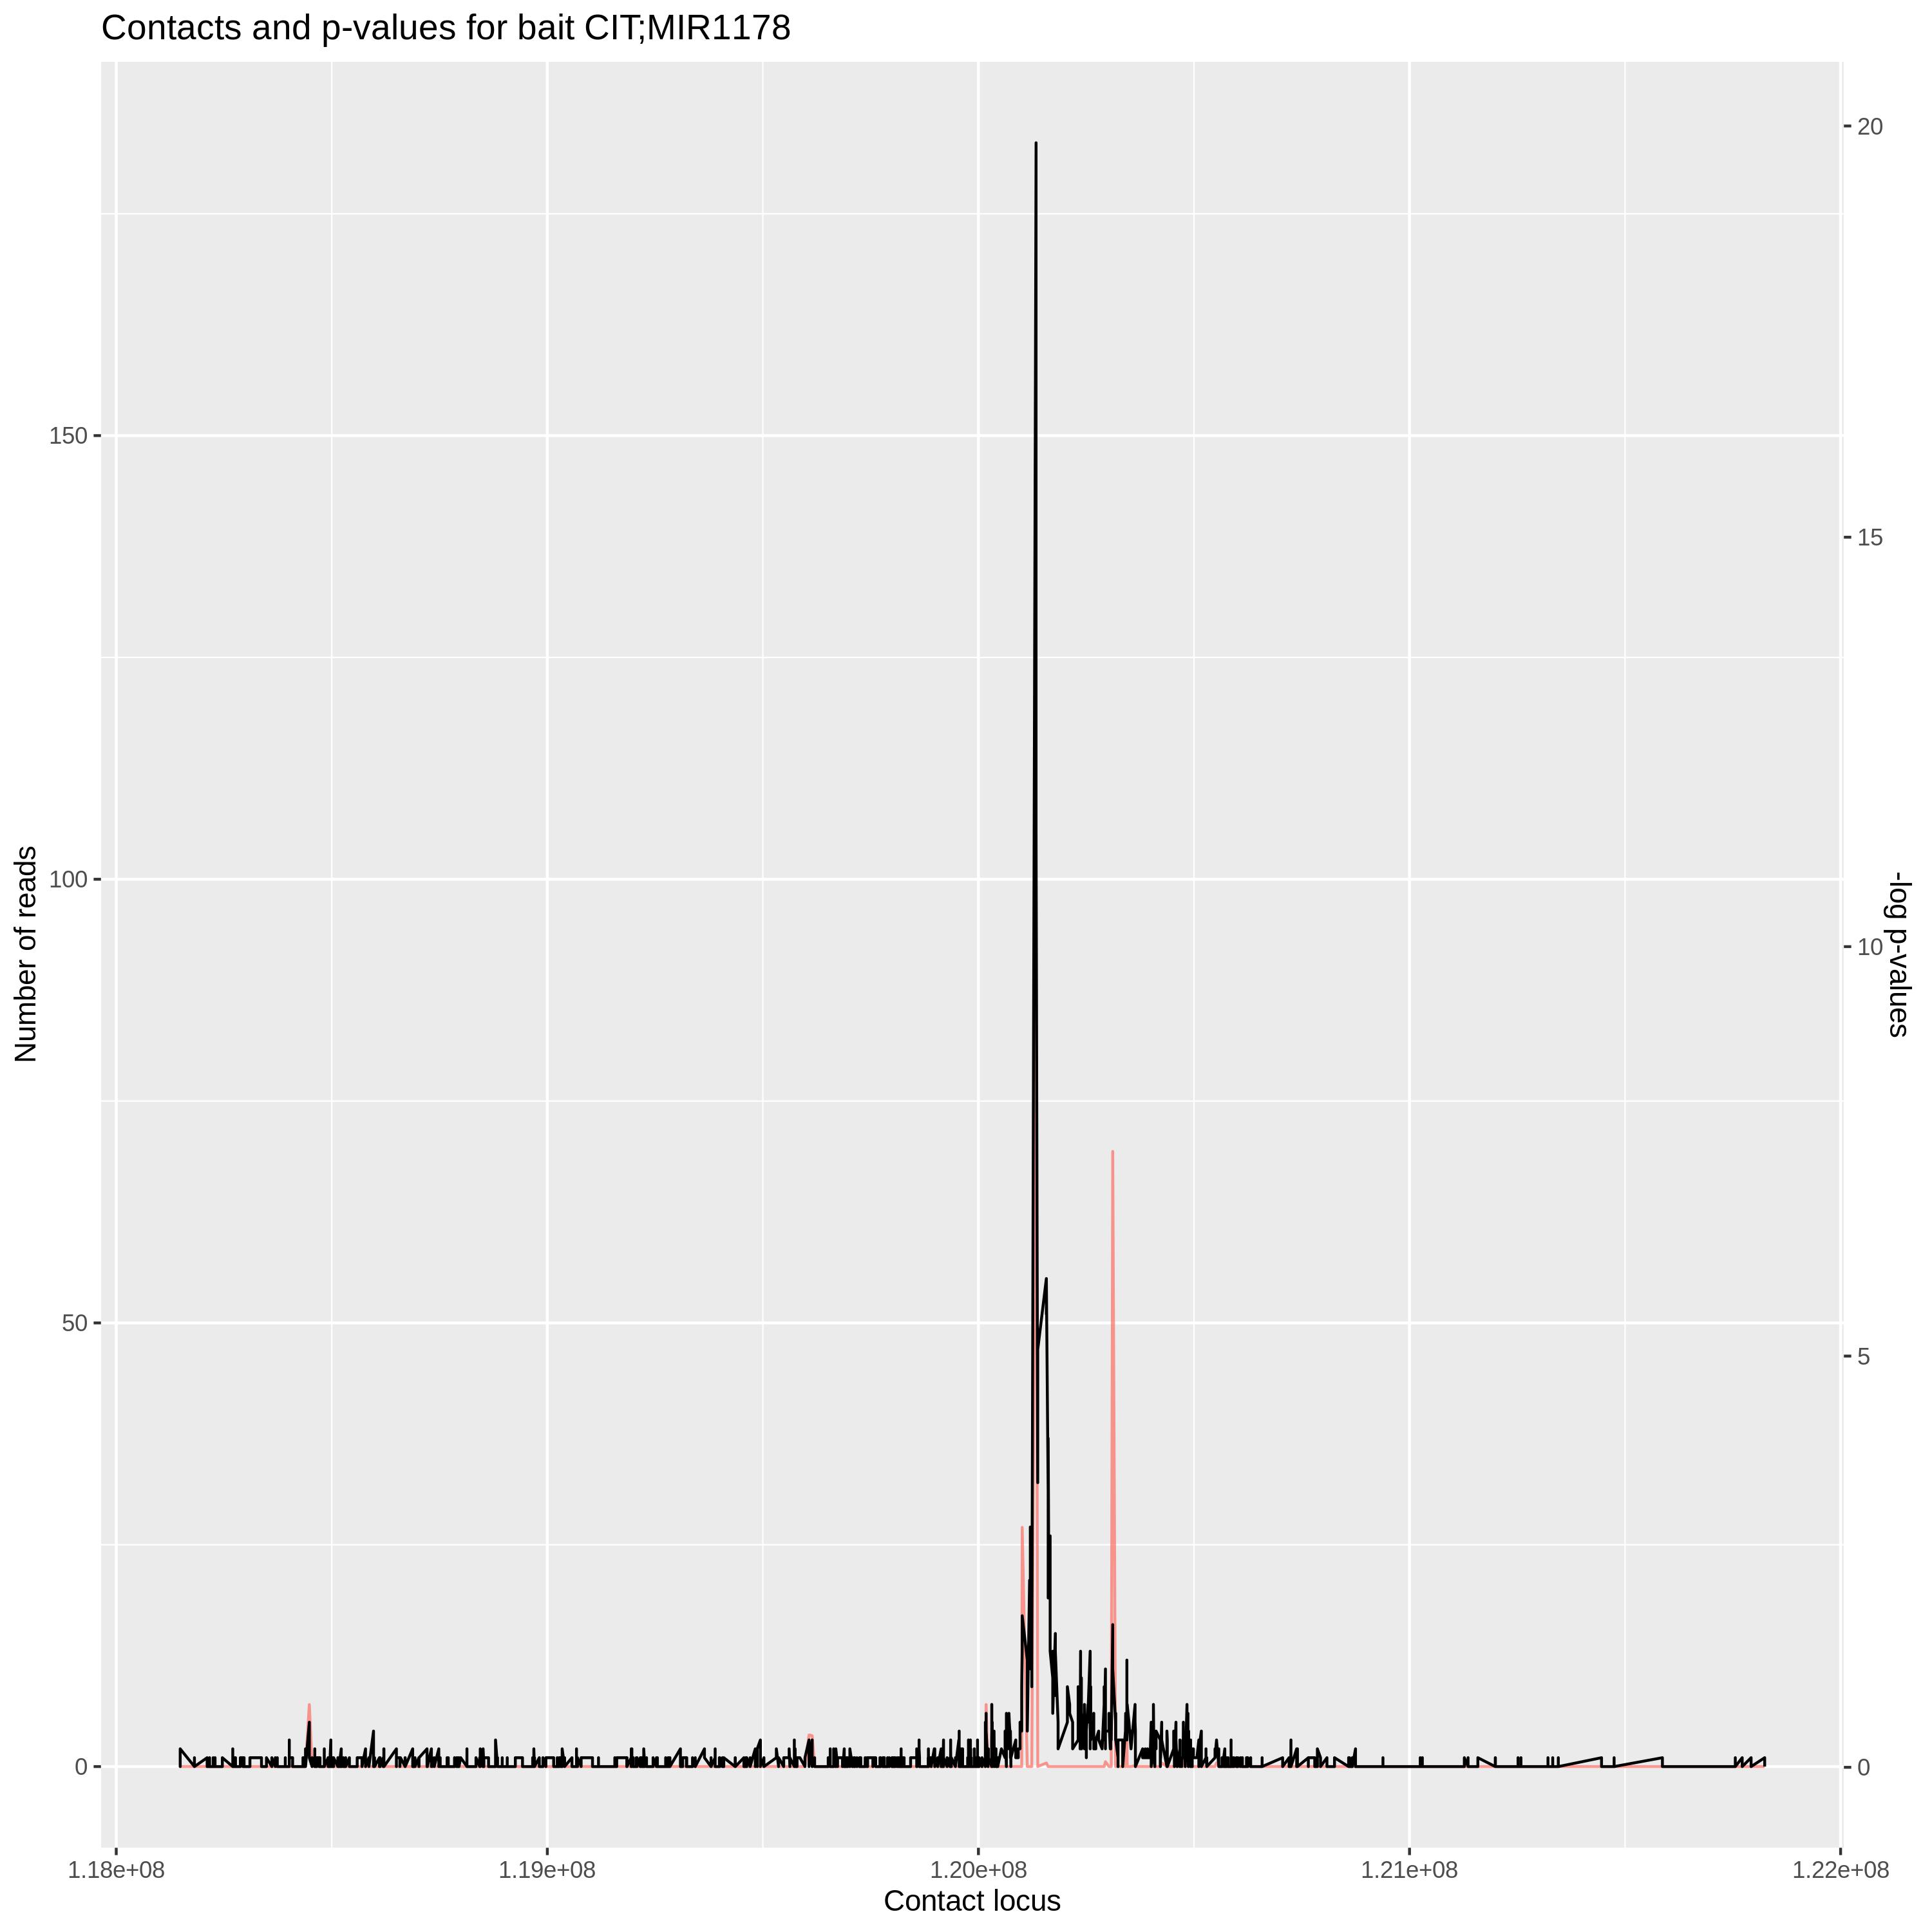 Contacts and p-values for bait CIT;MIR1178
20
150
15
100
10
50
5
0
0
Number of reads
-log p-values
1.18e+08
1.19e+08
1.20e+08
1.21e+08
1.22e+08
Contact locus